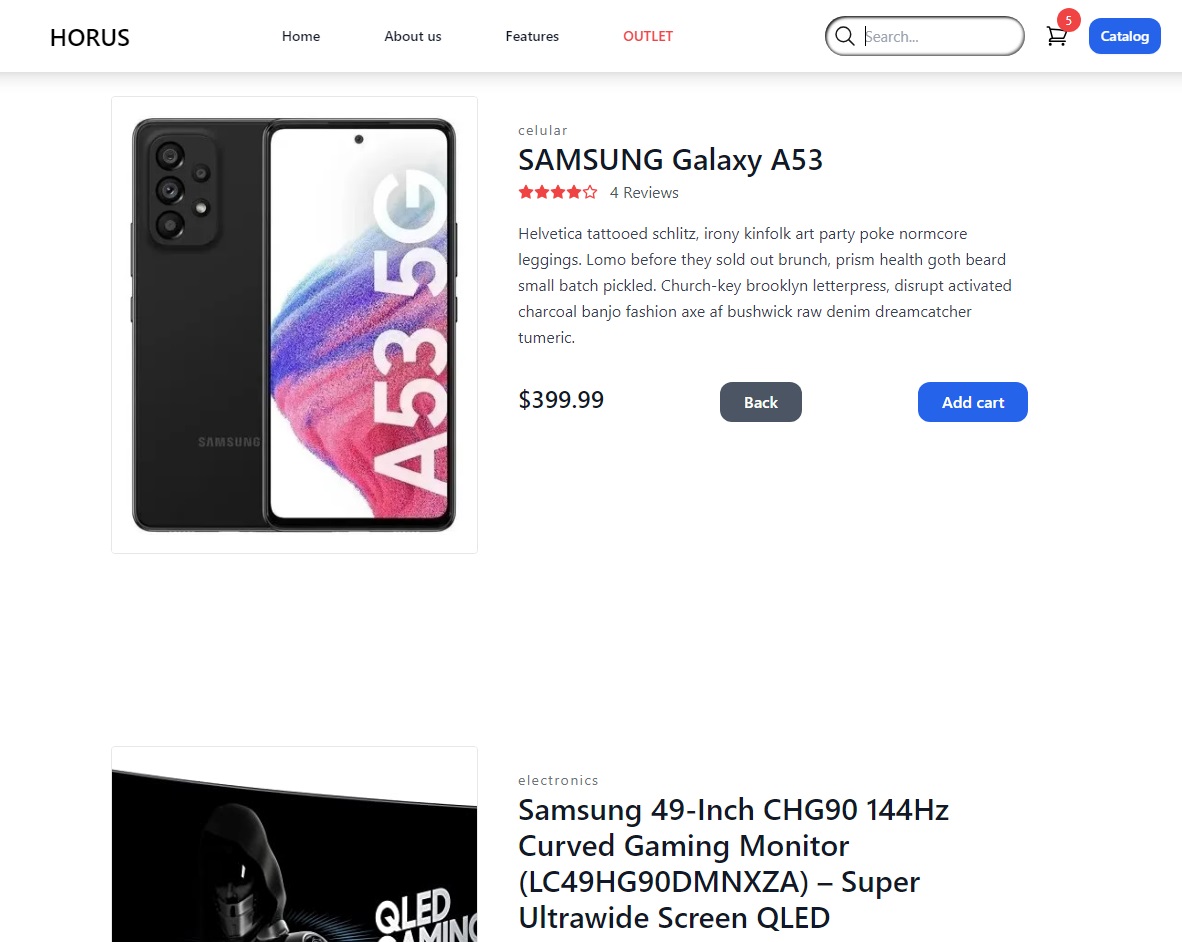 HORUS
Home
About us
Features
OUTLET
Search...
5
Catalog
A53 5G
SAMSUNG
celular
SAMSUNG Galaxy A53
4 Reviews
Helvetica tattooed schlitz, irony kinfolk art party poke normcore
leggings. Lomo before they sold out brunch, prism health goth beard
small batch pickled. Church-key brooklyn letterpress, disrupt activated
charcoal banjo fashion axe af bushwick raw denim dreamcatcher
tumeric.
$399.99
Back
Add cart
QLED
GAMING
electronics
Samsung 49-Inch CHG90 144Hz
Curved Gaming Monitor
(LC49HG90DMNXZA) – Super
Ultrawide Screen QLED